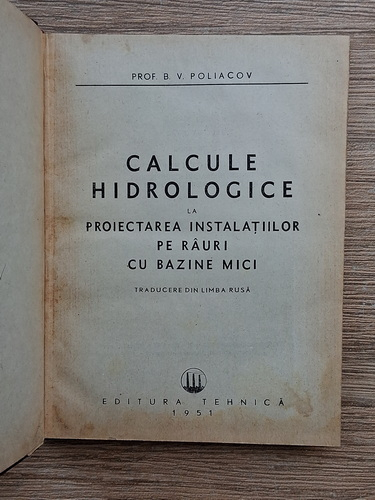 PROF. B. V. POLIACOV
CALCULE
HIDROLOGICE
LA
PROIECTAREA INSTALAȚIILOR
PE RÂURI
CU BAZINE MICI
TRADUCERE DIN LIMBA RUSĂ
EDITURA TEHNICĂ
1951